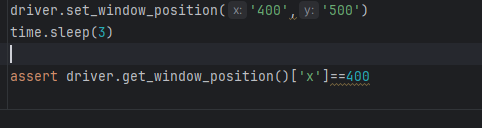 driver.set_window_position( x: '400', y: '500')
time.sleep(3)
assert driver.get_window_position()['x']==400